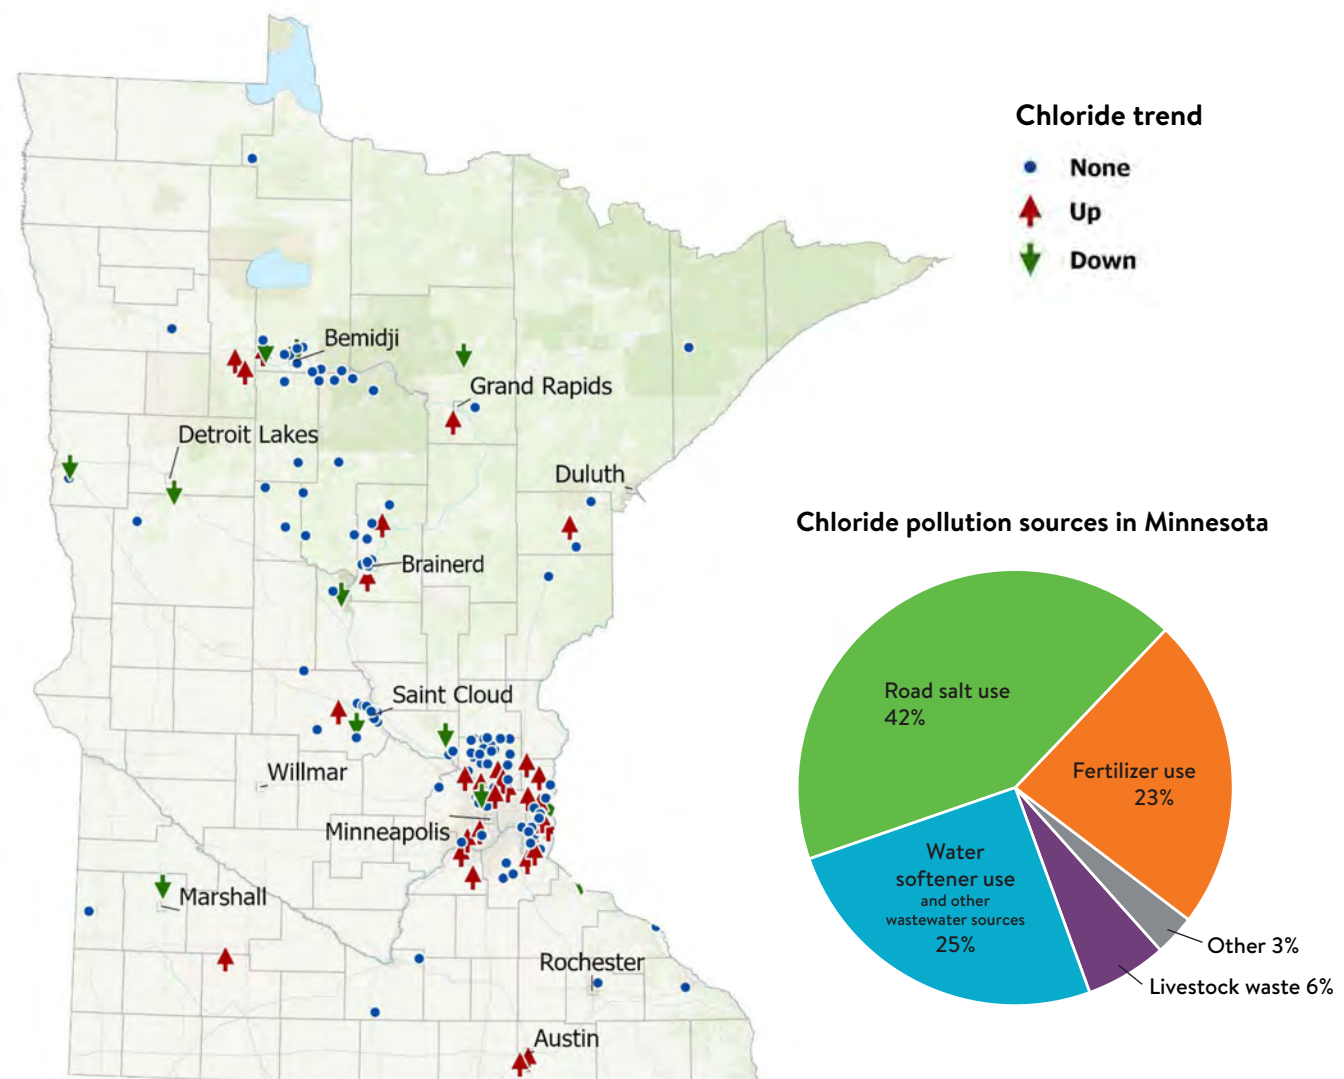 Chloride trend
None
Up
Down
Bemidji
Grand Rapids
Detroit Lakes
Duluth
Brainerd
Saint Cloud
Willmar
Minneapolis
Marshall
Rochester
Austin
Chloride pollution sources in Minnesota
Road salt use
42%
Fertilizer use
23%
Water
softener use
and other
wastewater sources
25%
Other 3%
Livestock waste 6%